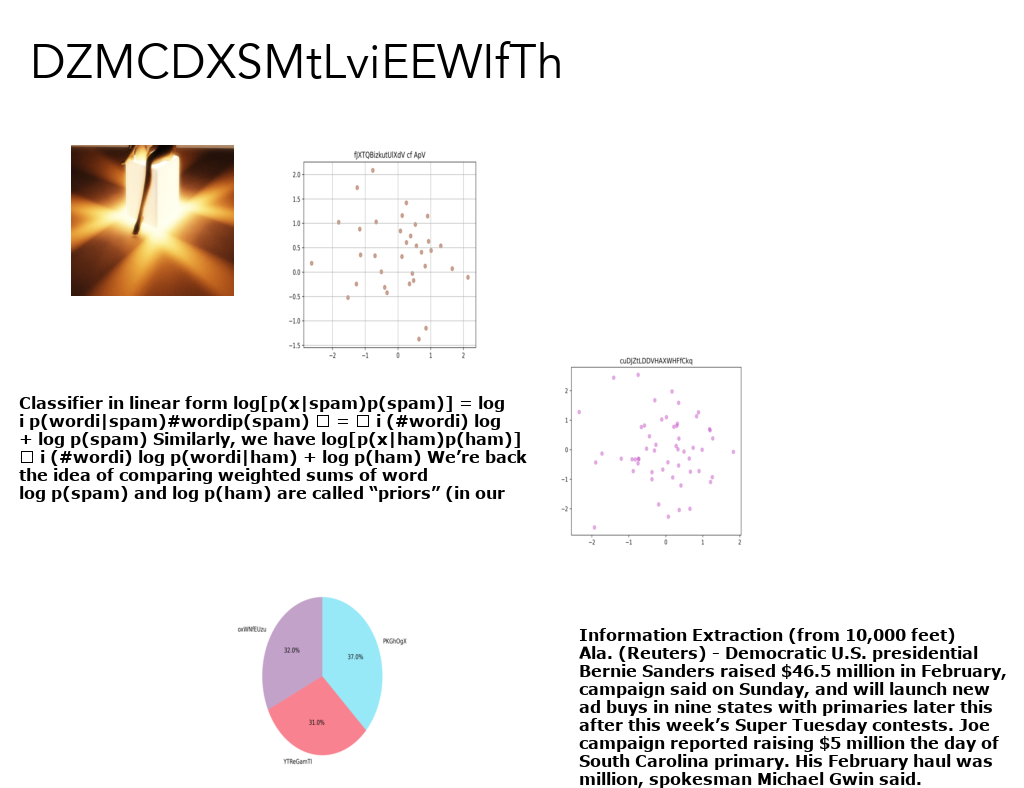 DZMCDXSMtLviEEWIfTh
fJXTQBizkutUlXdV cf ApV
2.0
1.5
1.0
0.5
0.0
−0.5
−1.0
−1.5
−2 −1 0 1 2
cuDJZtLDDVHAXWHFfCkq
2
1
0
−1
−2
−2 −1 0 1 2
Classifier in linear form log[p(x|spam)p(spam)] = log
i p(wordi|spam)#wordip(spam) □ = □ i (#wordi) log
+ log p(spam) Similarly, we have log[p(x|ham)p(ham)]
□ i (#wordi) log p(wordi|ham) + log p(ham) We’re back
the idea of comparing weighted sums of word
log p(spam) and log p(ham) are called “priors” (in our
oxWNfEUzu
32.0%
PKGhOgX
37.0%
31.0%
YTReGamTl
Information Extraction (from 10,000 feet)
Ala. (Reuters) - Democratic U.S. presidential
Bernie Sanders raised $46.5 million in February,
campaign said on Sunday, and will launch new
ad buys in nine states with primaries later this
after this week’s Super Tuesday contests. Joe
campaign reported raising $5 million the day of
South Carolina primary. His February haul was
million, spokesman Michael Gwin said.